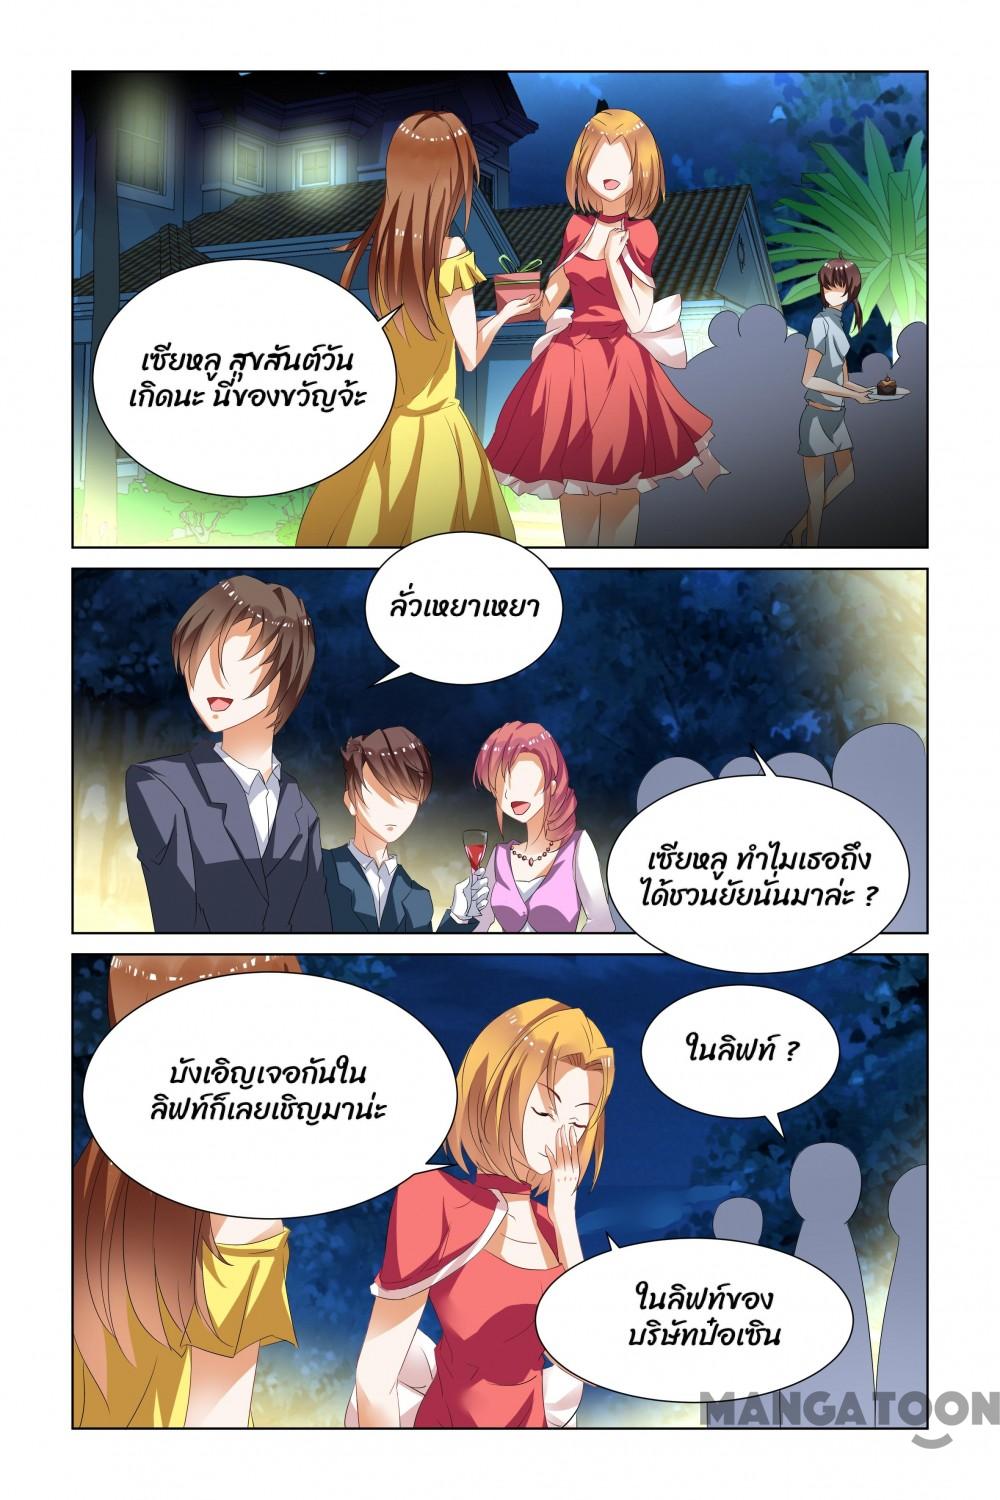 เซียหลู สุขสันต์วัน
เกิดนะ นี่ของขวัญจ้ะ
ลั่วเหยาเหยา
เซียหลู ทำไมเธอถึง
ได้ชวนยัยนั่นมาล่ะ ?
บังเอิญเจอกันใน
ลิฟท์ก็เลยเชิญมาน่ะ
ในลิฟท์ ?
ในลิฟท์ของ
บริษัทป๋อเซิน
MANGATOON